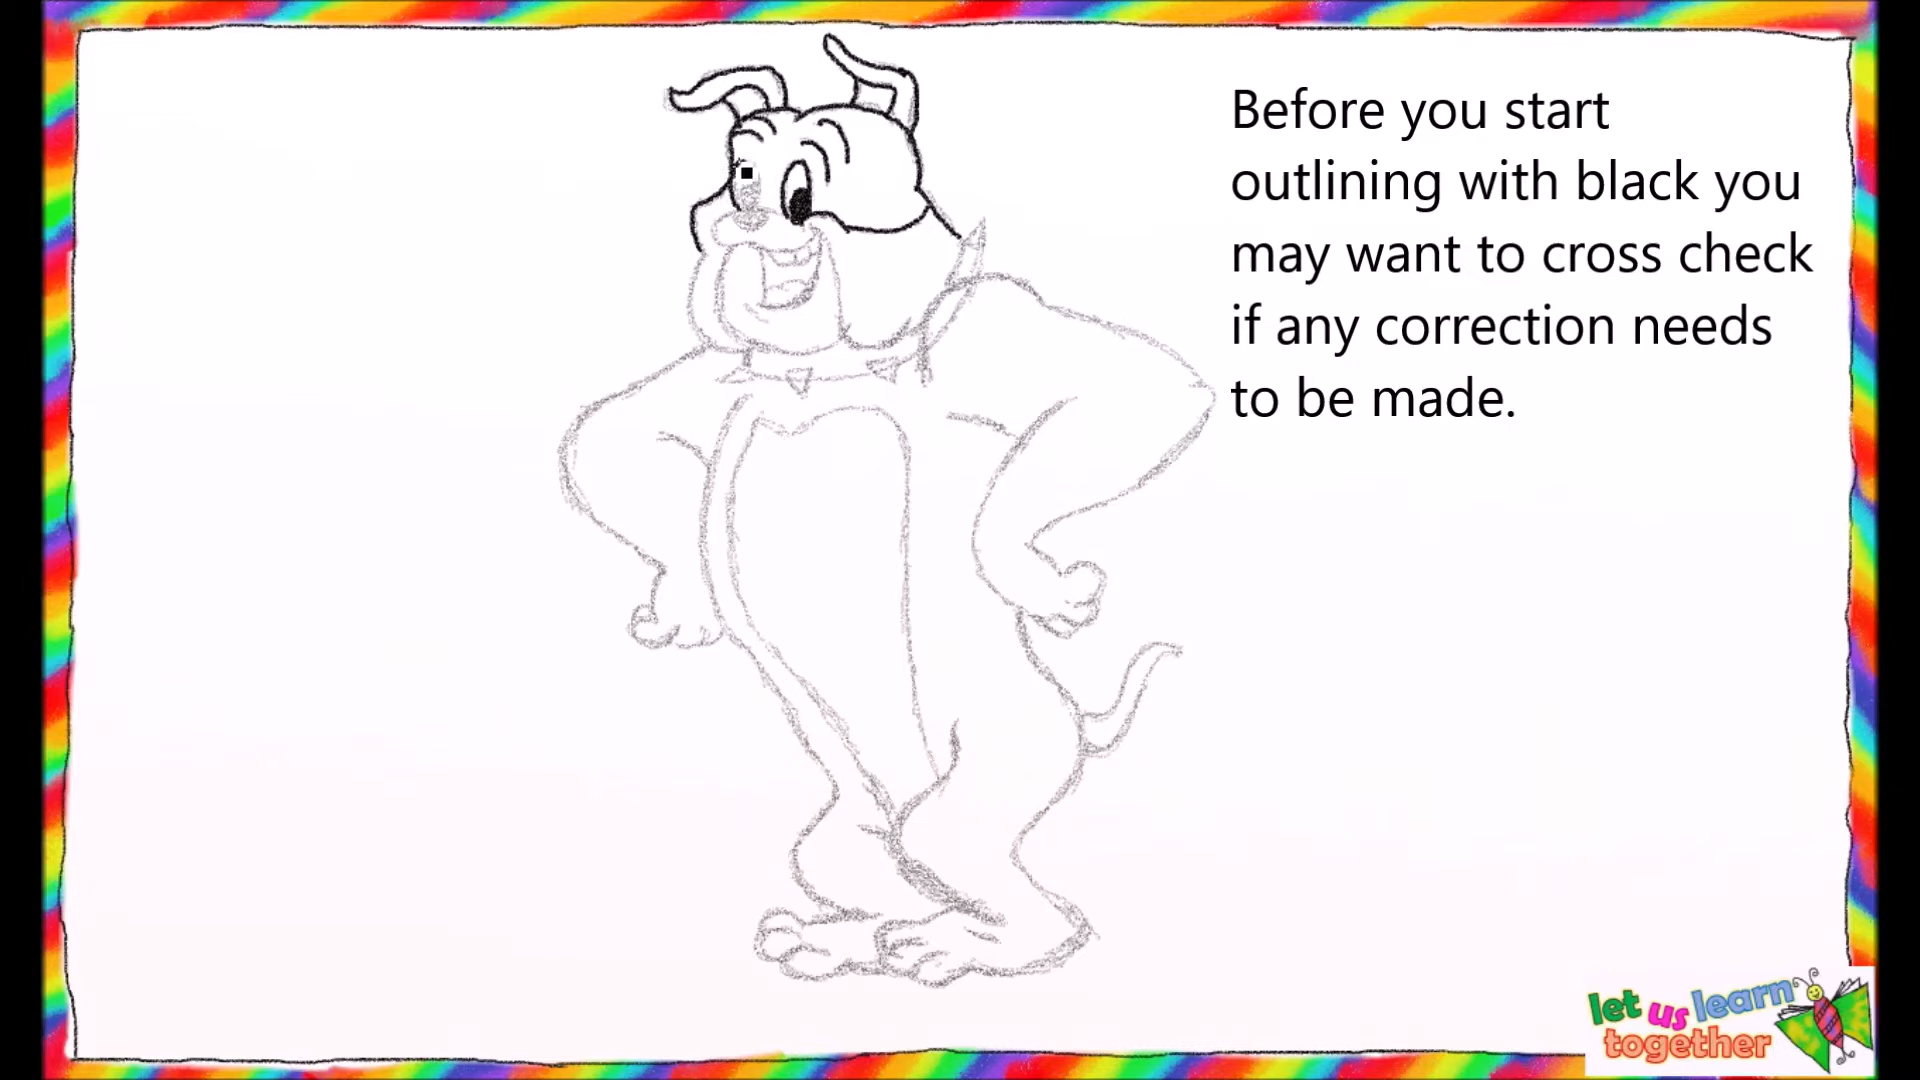 Before you start
outlining with black you
may want to cross check
if any correction needs
to be made.
let us learn
together